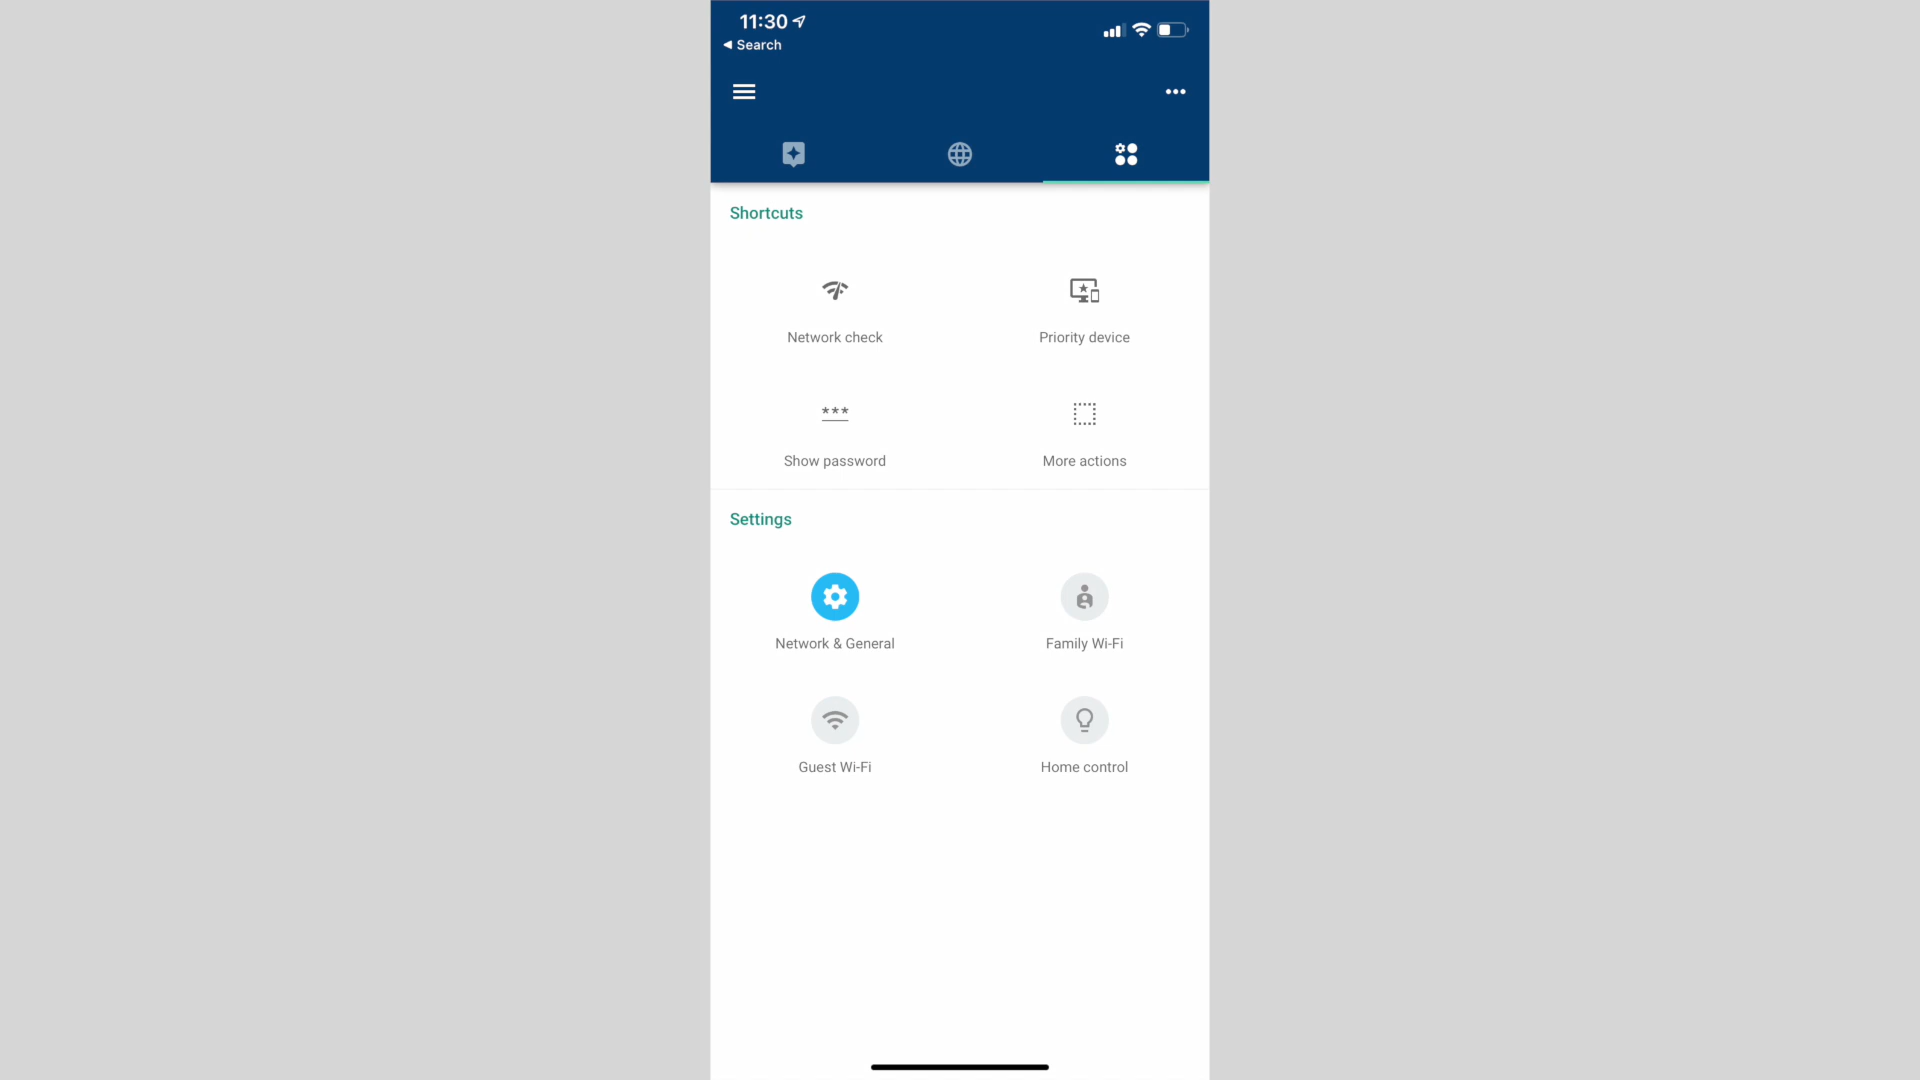 11:30
Search
Shortcuts
Network check
Priority device
***
Show password
More actions
Settings
Network & General
Family Wi-Fi
Guest Wi-Fi
Home control